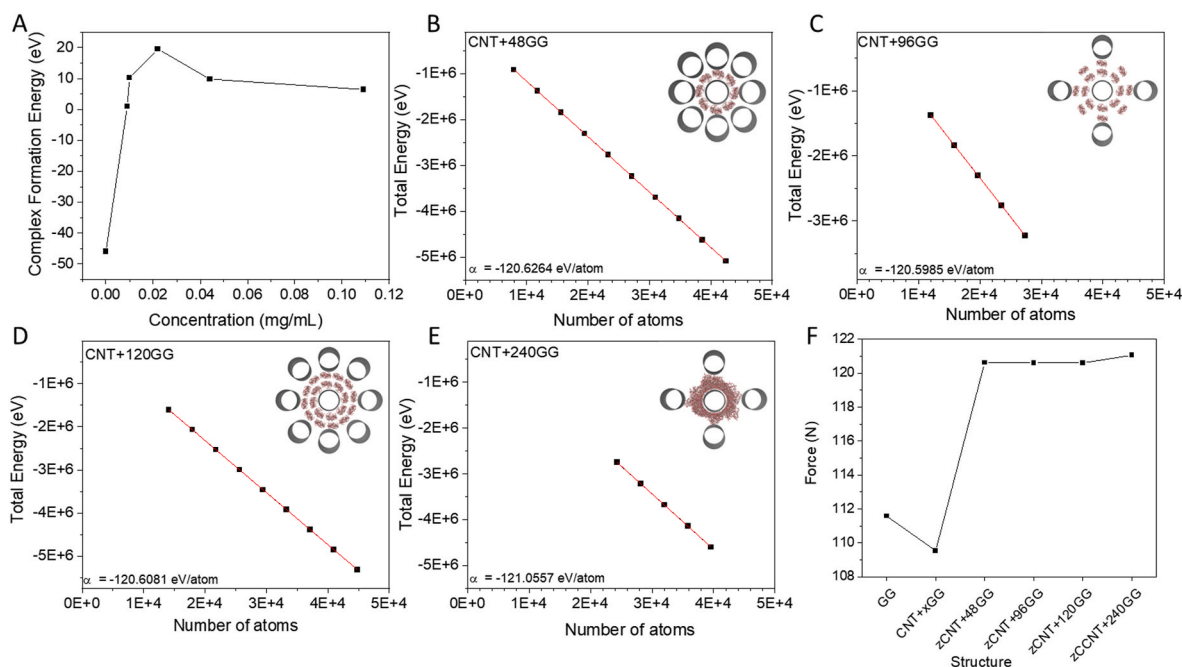 A
Complex Formation Energy (eV)
20
10
0
-10
-20
-30
-40
-50
0.00 0.02 0.04 0.06 0.08 0.10 0.12
Concentration (mg/mL)
B
CNT+48GG
Total Energy (eV)
-1E+6
-2E+6
-3E+6
-4E+6
-5E+6
α = -120.6264 eV/atom
0E+0 1E+4 2E+4 3E+4 4E+4 5E+4
Number of atoms
C
CNT+96GG
Total Energy (eV)
-1E+6
-2E+6
-3E+6
α = -120.5985 eV/atom
0E+0 1E+4 2E+4 3E+4 4E+4 5E+4
Number of atoms
D
CNT+120GG
Total Energy (eV)
-1E+6
-2E+6
-3E+6
-4E+6
-5E+6
α = -120.6081 eV/atom
0E+0 1E+4 2E+4 3E+4 4E+4 5E+4
Number of atoms
E
CNT+240GG
Total Energy (eV)
-1E+6
-2E+6
-3E+6
-4E+6
-5E+6
α = -121.0557 eV/atom
0E+0 1E+4 2E+4 3E+4 4E+4 5E+4
Number of atoms
F
Force (N)
122
120
118
116
114
112
110
108
GG
CNT+xGG
zCNT+48GG
zCNT+96GG
zCNT+120GG
zCCNT+240GG
Structure